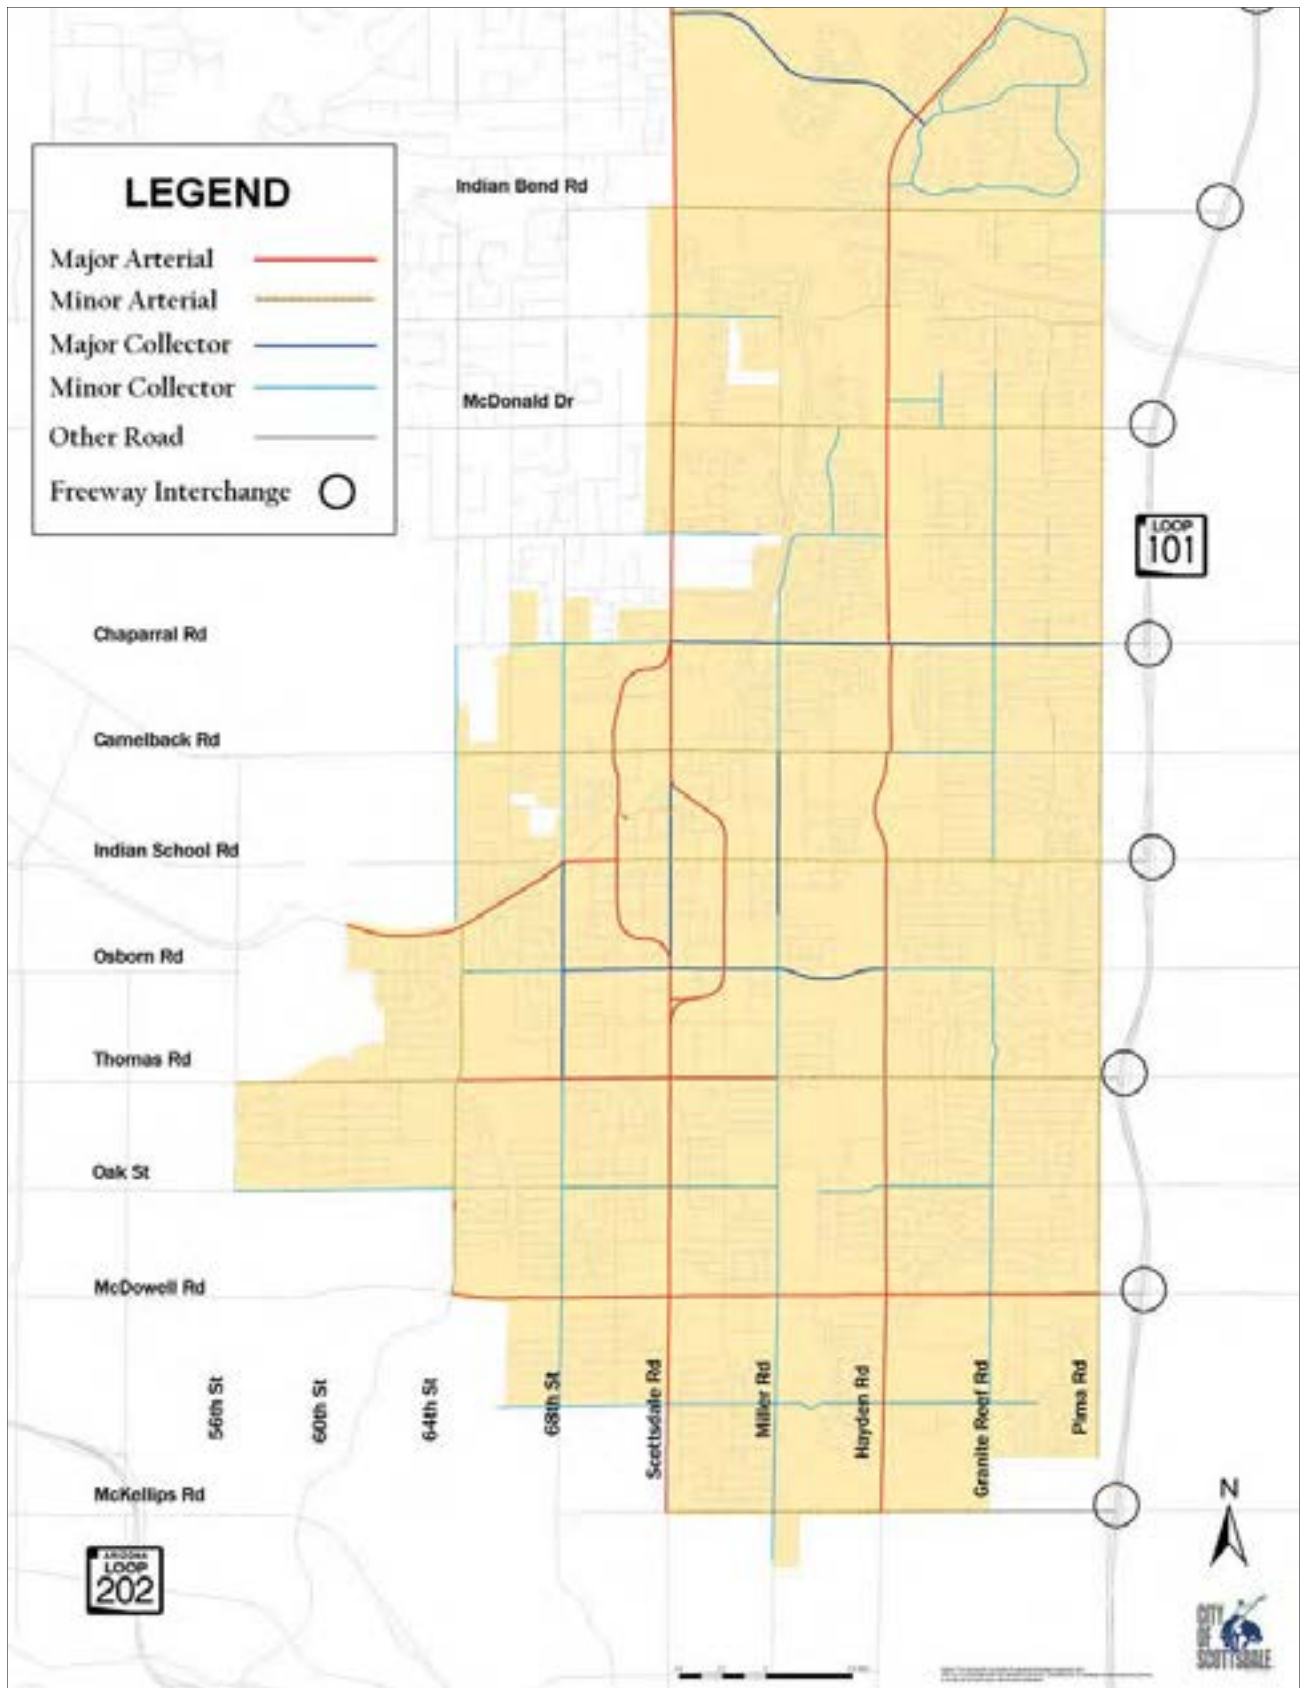 Indian Bend Rd
LEGEND
Major Arterial
Minor Arterial
Major Collector
Minor Collector
Other Road
Freeway Interchange
McDonald Dr
LOOP
101
Chaparral Rd
Camelback Rd
Indian School Rd
Osborn Rd
Thomas Rd
Oak St
McDowell Rd
56th St
60th St
64th St
68th St
Scottsdale Rd
Miller Rd
Hayden Rd
Granite Reef Rd
Pima Rd
McKellips Rd
N
ARIZONA
LOOP
202
CITY
OF
SCOTTSDALE